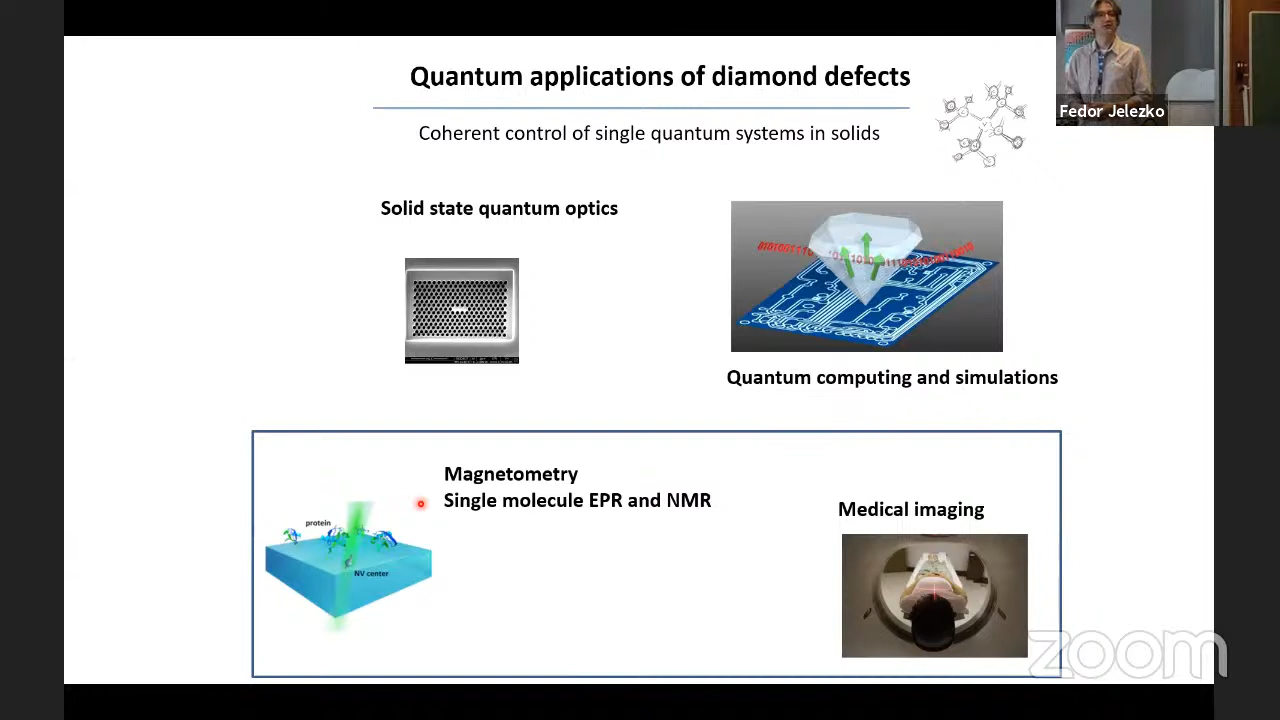 Quantum applications of diamond defects
Fedor Jelezko
Coherent control of single quantum systems in solids
Solid state quantum optics
Quantum computing and simulations
Magnetometry
Single molecule EPR and NMR
Medical imaging
protein
NV center
zoom